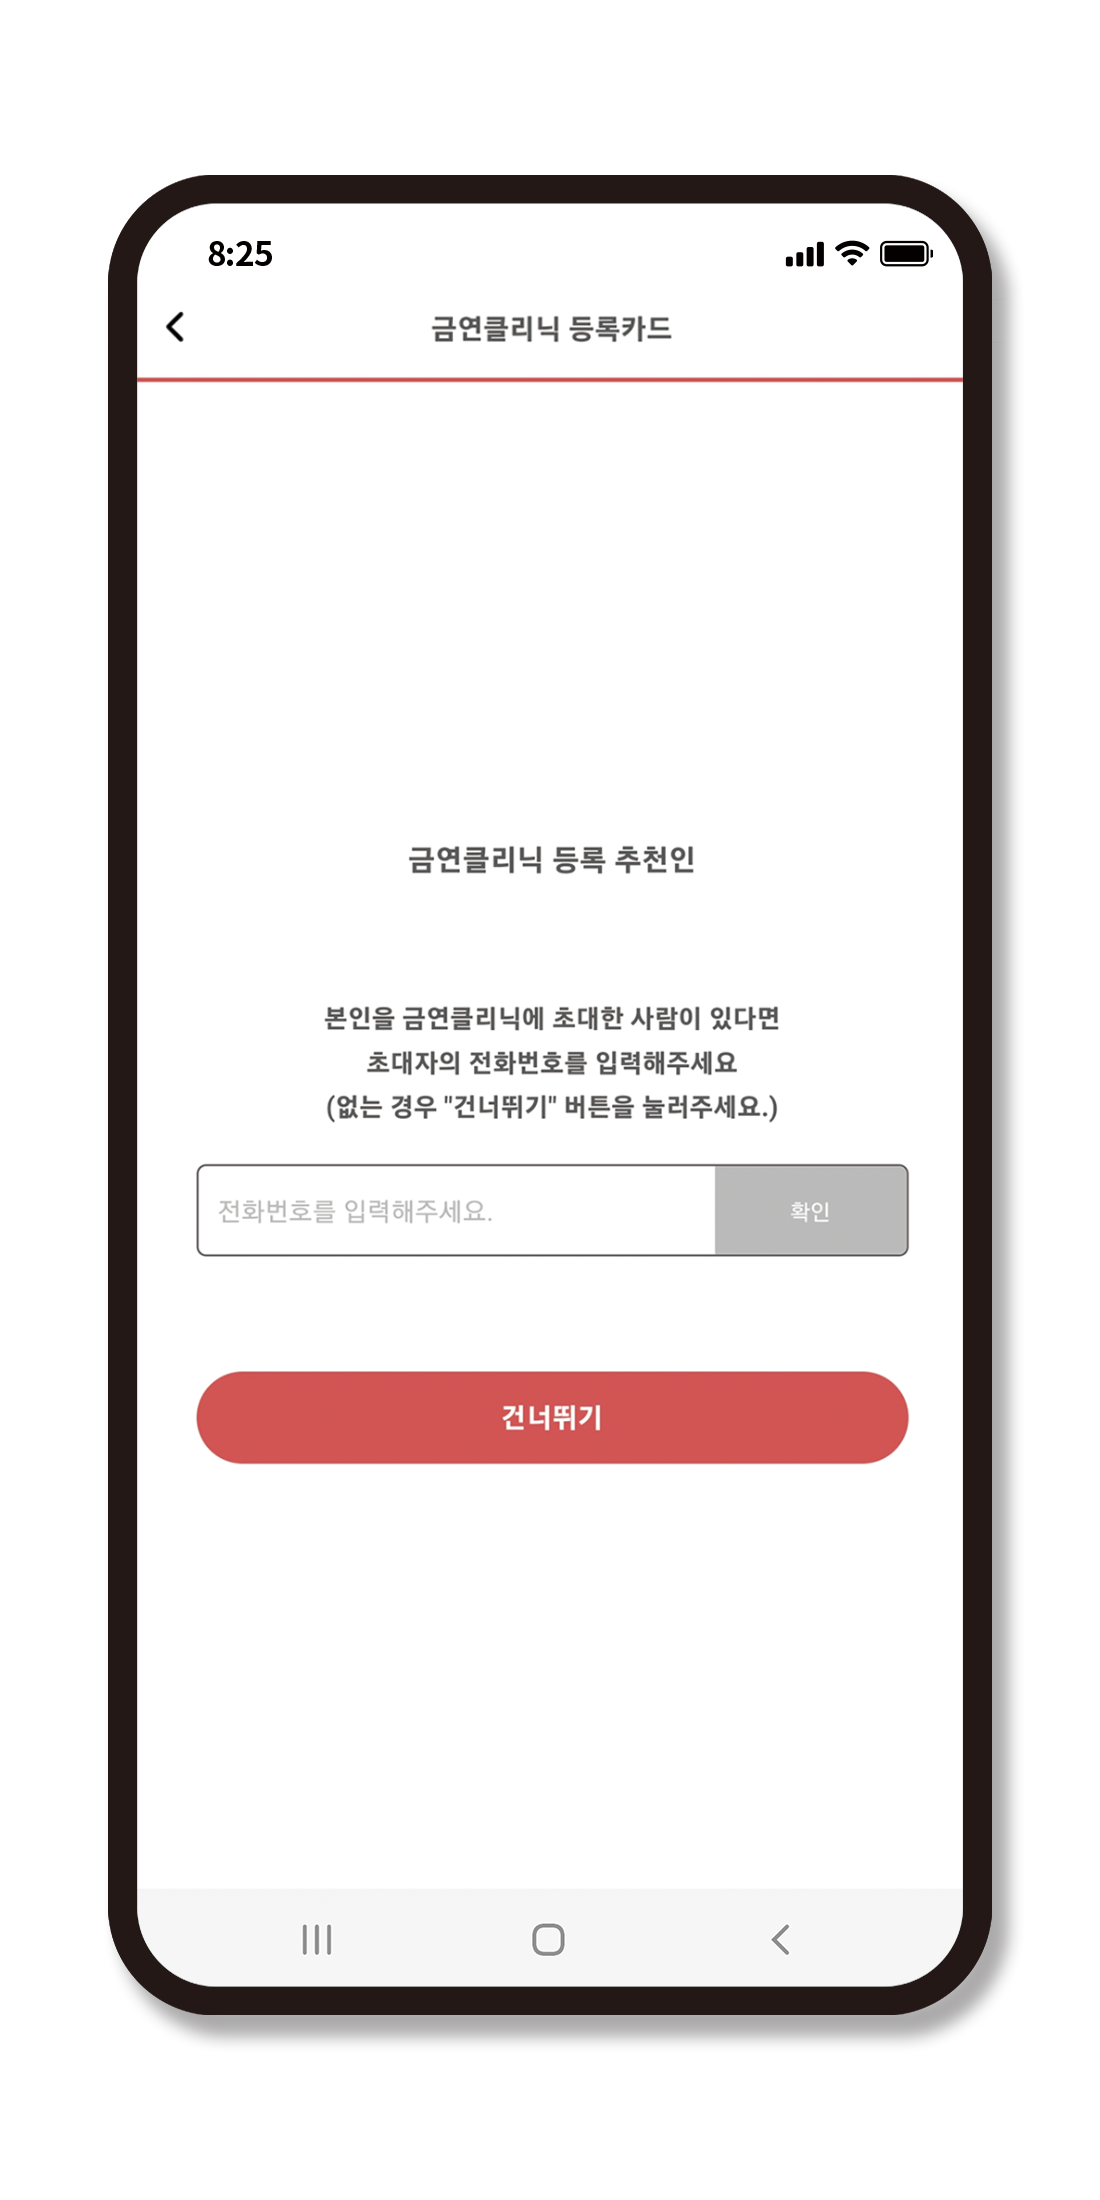 8:25
금연클리닉 등록카드
금연클리닉 등록 추천인
본인을 금연클리닉에 초대한 사람이 있다면
초대자의 전화번호를 입력해주세요
(없는 경우 "건너뛰기" 버튼을 눌러주세요.)
전화번호를 입력해주세요. 확인
건너뛰기